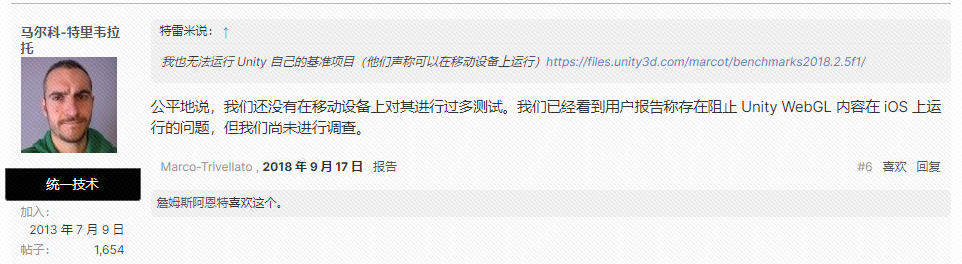 马尔科-特里韦拉
托
统一技术
加入：
2013 年 7 月 9 日
帖子： 1,654
特雷米说： ↑
我也无法运行 Unity 自己的基准项目（他们声称可以在移动设备上运行）https://files.unity3d.com/marcot/benchmarks2018.2.5f1/
公平地说，我们还没有在移动设备上对其进行过多测试。我们已经看到用户报告称存在阻止 Unity WebGL 内容在 iOS 上运
行的问题，但我们尚未进行调查。
Marco-Trivellato , 2018 年 9 月 17 日 报告 #6 喜欢 回复
詹姆斯阿恩特喜欢这个。